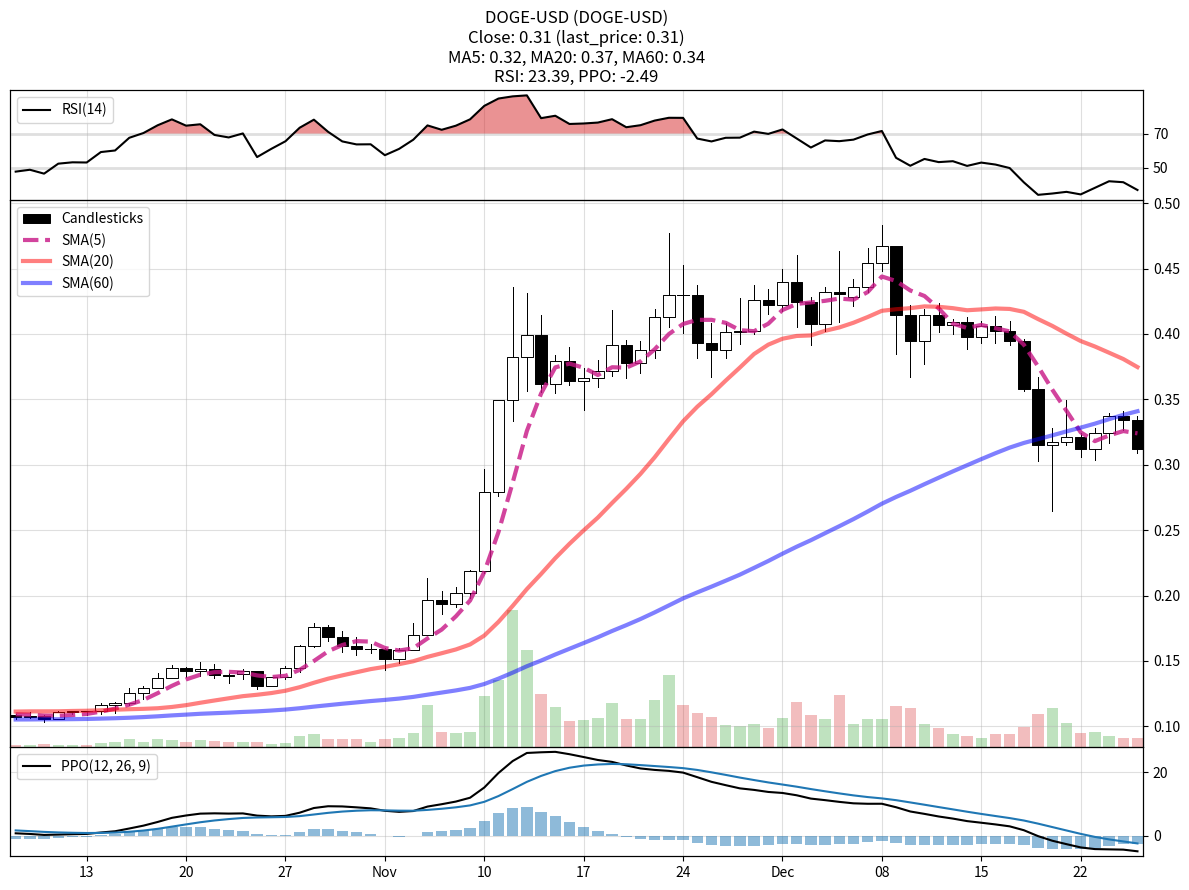 DOGE-USD (DOGE-USD)
Close: 0.31 (last_price: 0.31)
MA5: 0.32, MA20: 0.37, MA60: 0.34
RSI: 23.39, PPO: -2.49
RSI(14)
70
50
Candlesticks
SMA(5)
SMA(20)
SMA(60)
0.50
0.45
0.40
0.35
0.30
0.25
0.20
0.15
0.10
PPO(12, 26, 9)
20
0
13 20 27 Nov 10 17 24 Dec 08 15 22